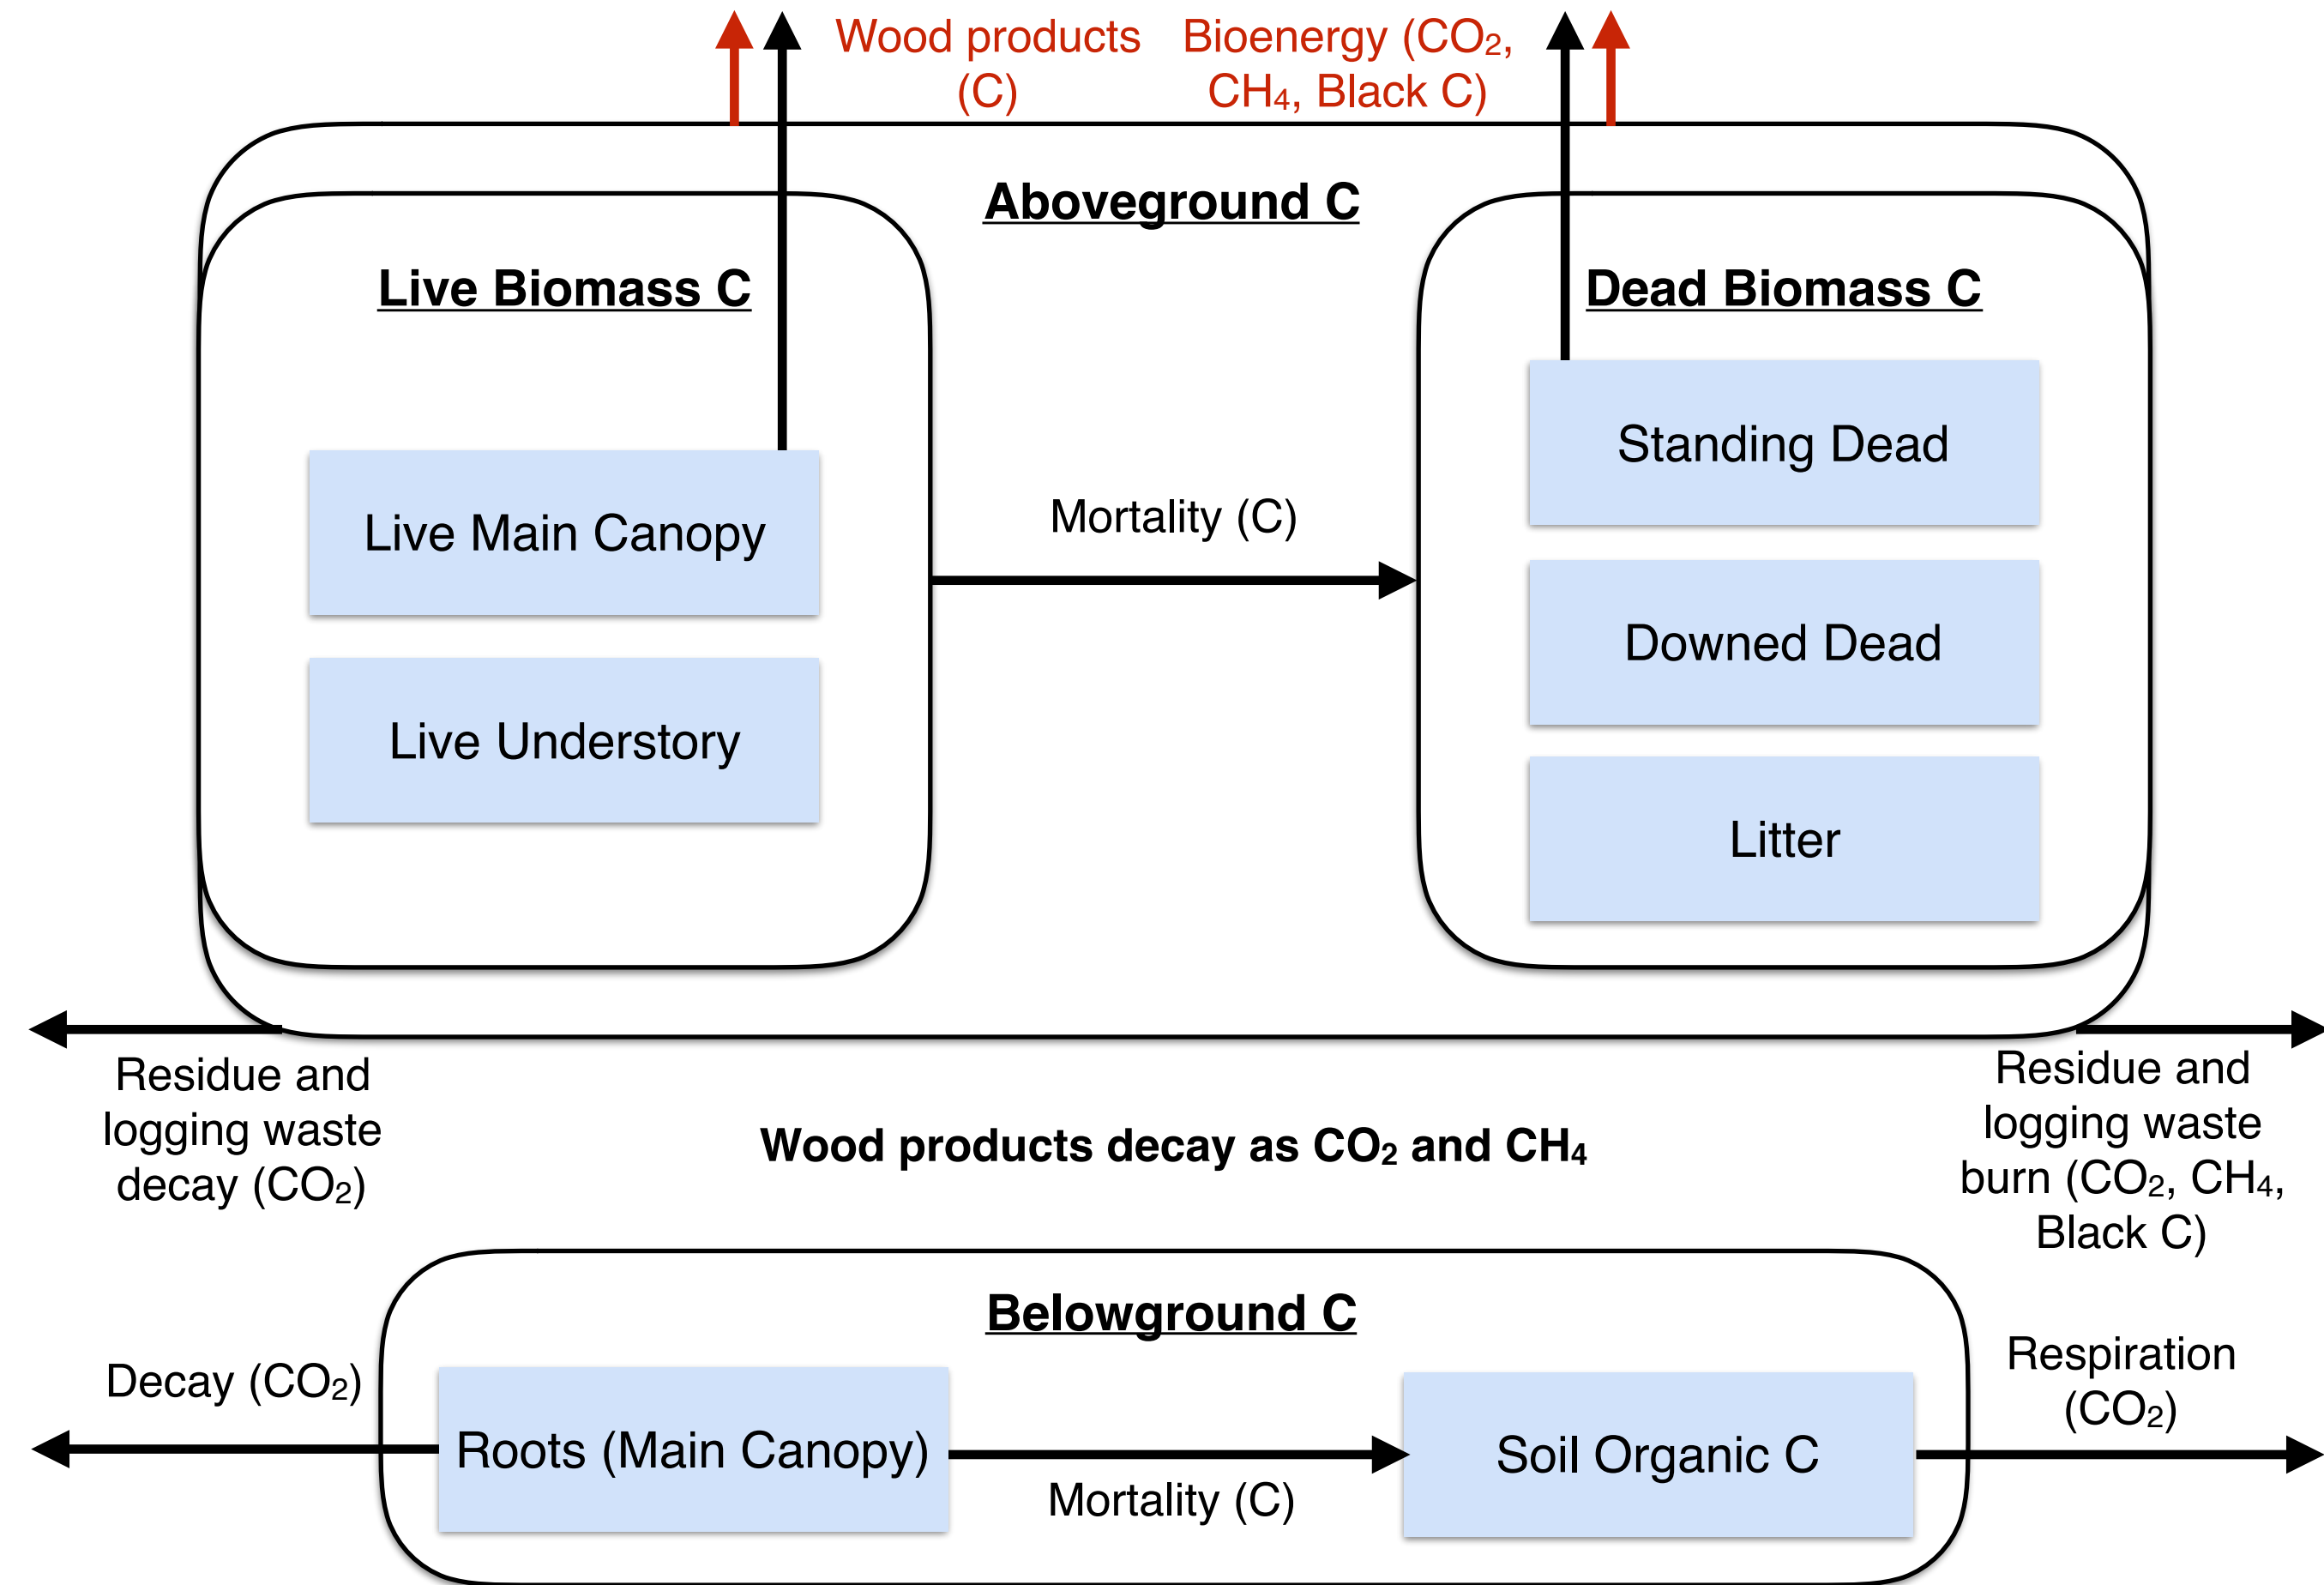 Wood products
(C)
Bioenergy (CO₂,
CH₄, Black C)
Aboveground C
Live Biomass C
Dead Biomass C
Live Main Canopy
Live Understory
Mortality (C)
Standing Dead
Downed Dead
Litter
Residue and
logging waste
decay (CO₂)
Residue and
logging waste
burn (CO₂, CH₄,
Black C)
Wood products decay as CO₂ and CH₄
Belowground C
Decay (CO₂)
Roots (Main Canopy)
Mortality (C)
Soil Organic C
Respiration
(CO₂)